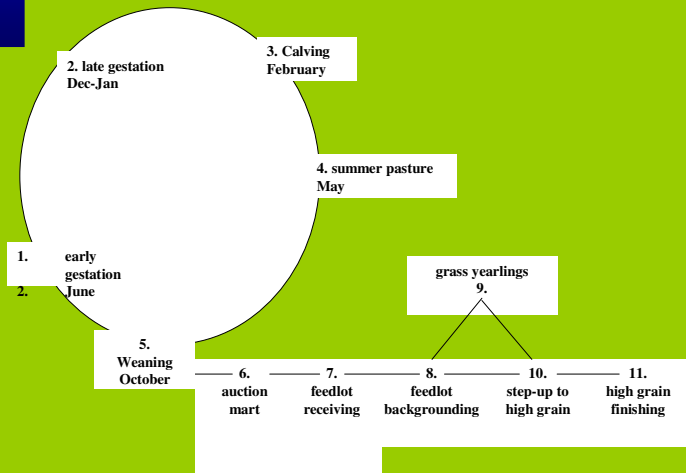 2. late gestation
Dec-Jan
3. Calving
February
4. summer pasture
May
1. early
gestation
2. June
5.
Weaning
October
grass yearlings
9.
6.
auction
mart
7.
feedlot
receiving
8.
feedlot
backgrounding
10.
step-up to
high grain
11.
high grain
finishing